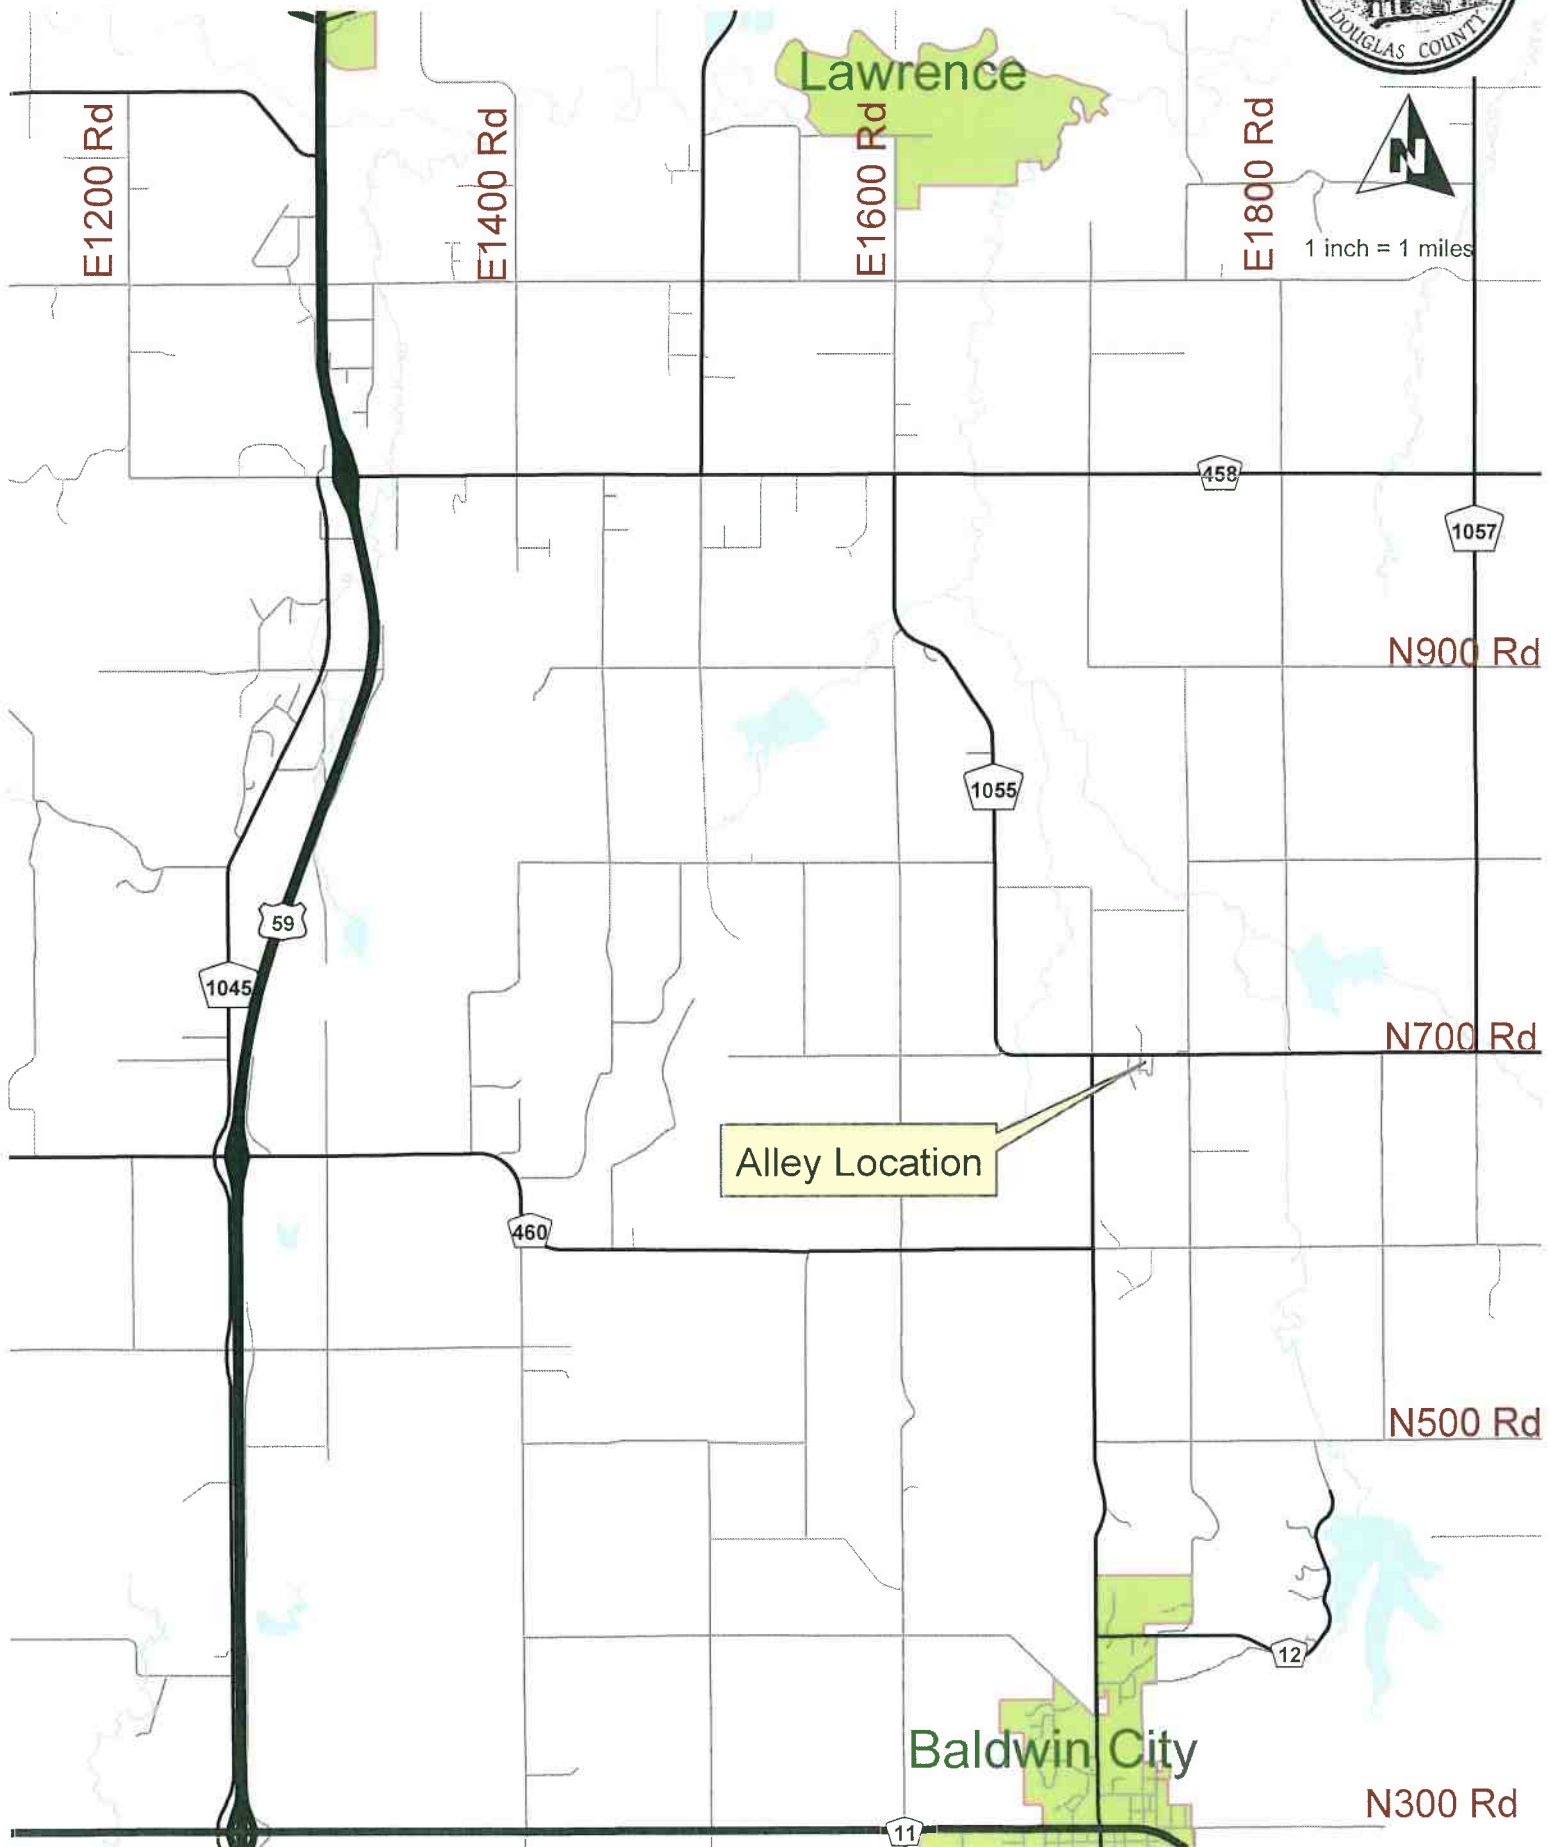 DOUGLAS COUNTY
Lawrence
E1200 Rd
E1400 Rd
E1600 Rd
E1800 Rd
N
1 inch = 1 miles
458
1057
N900 Rd
1055
59
1045
N700 Rd
Alley Location
460
N500 Rd
12
Baldwin City
N300 Rd
11